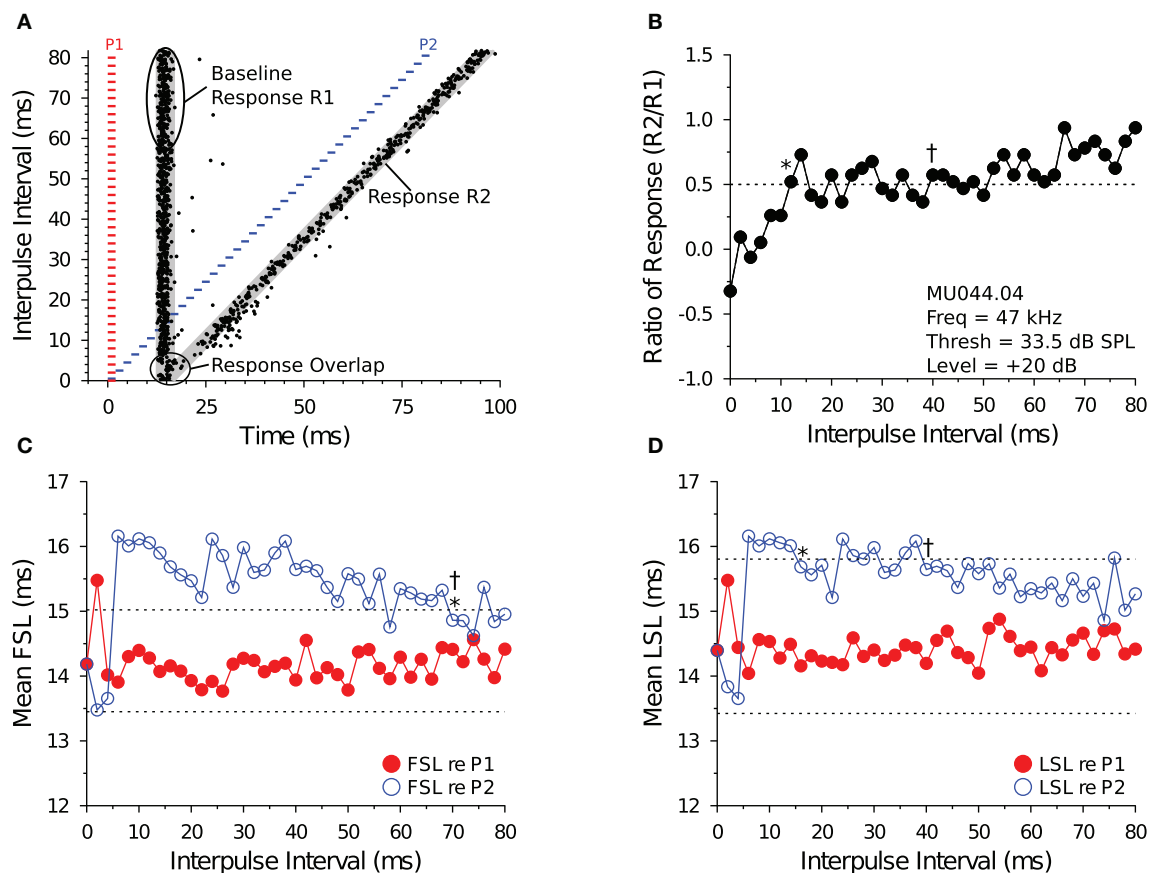 A
P1
P2
80
70
60
50
40
30
20
10
0
Interpulse Interval (ms)
Baseline
Response R1
Response R2
Response Overlap
0
25
50
75
100
Time (ms)
B
1.5
1.0
0.5
0.0
-0.5
-1.0
Ratio of Response (R2/R1)
*
†
MU044.04
Freq = 47 kHz
Thresh = 33.5 dB SPL
Level = +20 dB
0 10 20 30 40 50 60 70 80
Interpulse Interval (ms)
C
17
16
15
14
13
12
Mean FSL (ms)
†
*
FSL re P1
FSL re P2
0 10 20 30 40 50 60 70 80
Interpulse Interval (ms)
D
17
16
15
14
13
12
Mean LSL (ms)
*
†
LSL re P1
LSL re P2
0 10 20 30 40 50 60 70 80
Interpulse Interval (ms)